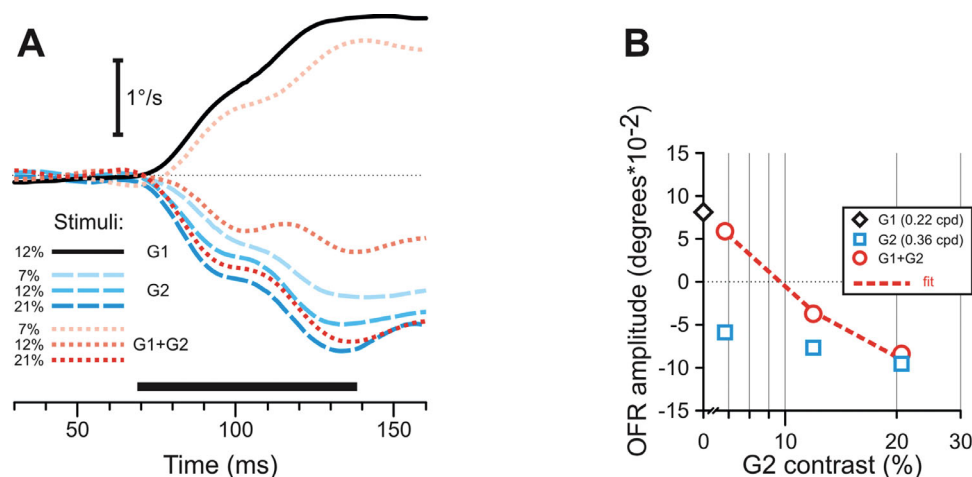 A
1°/s
Stimuli:
12% G1
7%
12% G2
21%
7%
12% G1+G2
21%
50 100 150
Time (ms)
B
OFR amplitude (degrees*10-2)
15
10
5
0
-5
-10
-15
0 10 20 30
G2 contrast (%)
G1 (0.22 cpd)
G2 (0.36 cpd)
G1+G2
fit